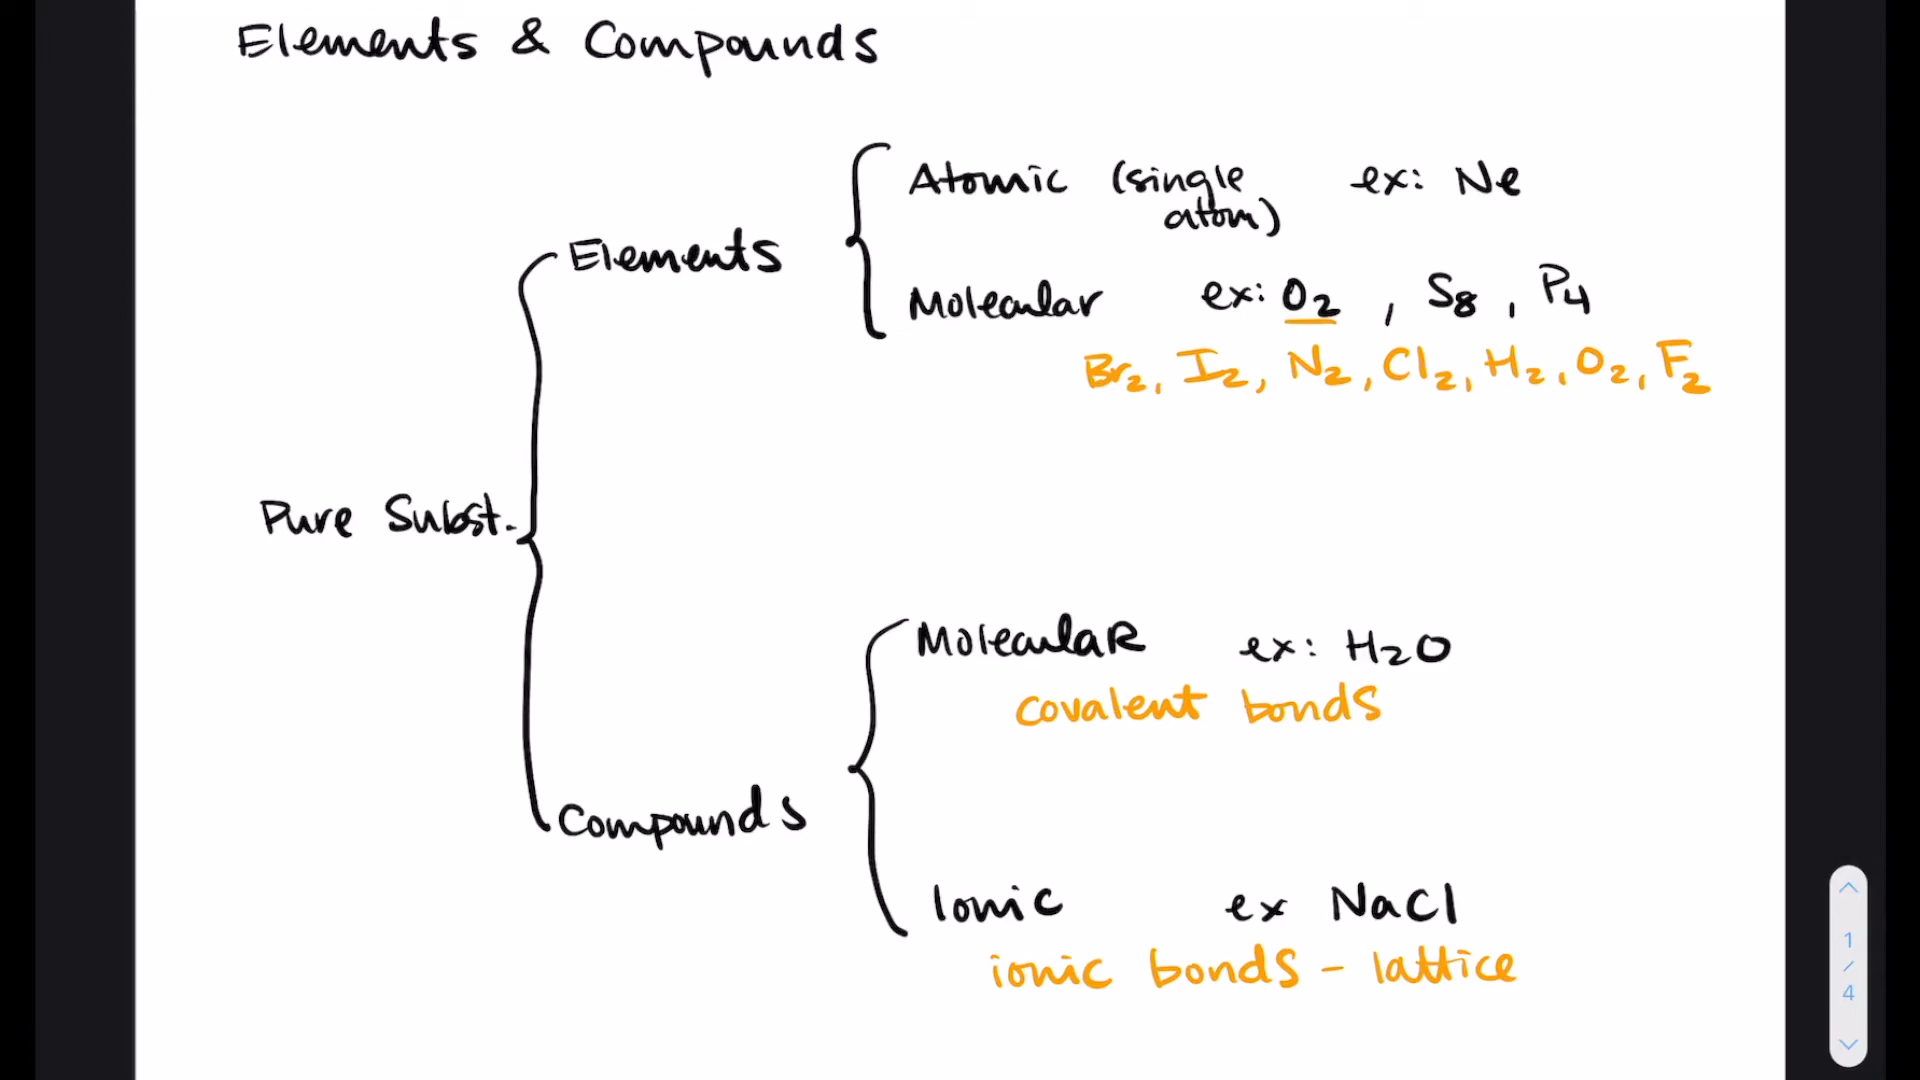 Elements & Compounds
Atomic (single atom) ex: Ne
Elements
Molecular ex: O₂, S₈, P₄
Br₂, I₂, N₂, Cl₂, H₂, O₂, F₂
Pure Subst.
Molecular ex: H₂O
covalent bonds
Compounds
Ionic ex NaCl
ionic bonds - lattice
1
/
4